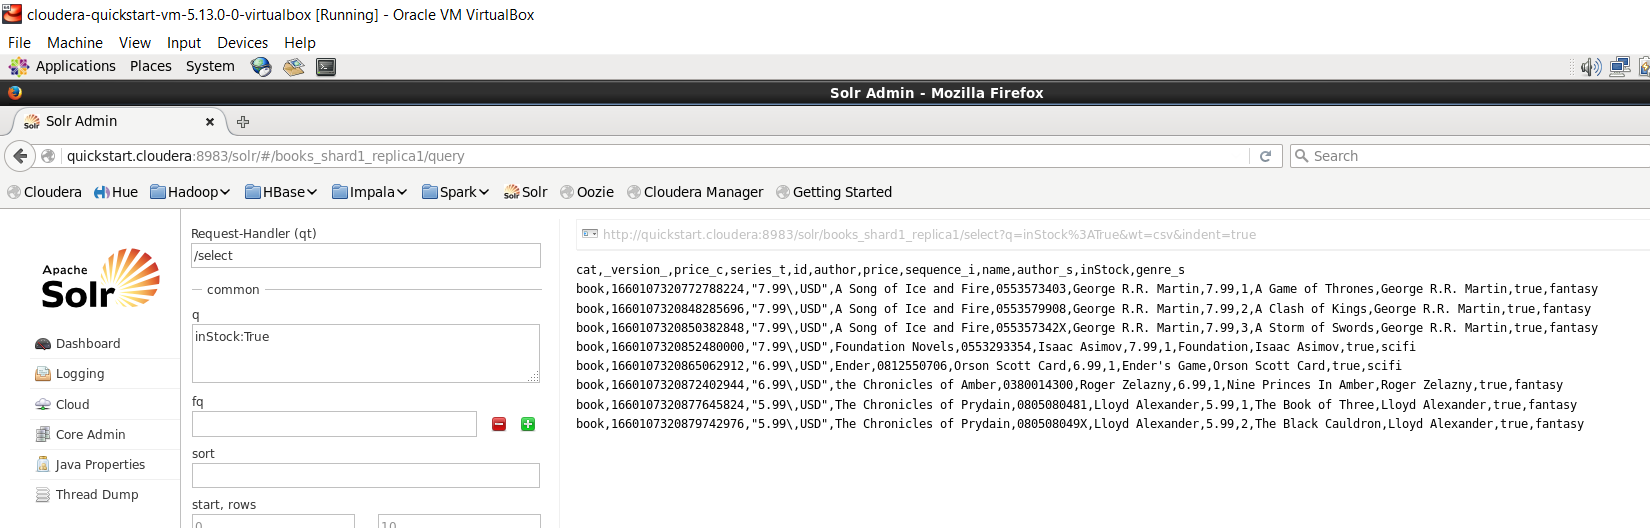 cloudera-quickstart-vm-5.13.0-0-virtualbox [Running] - Oracle VM VirtualBox
File Machine View Input Devices Help
Applications Places System
Solr Admin - Mozilla Firefox
Solr Admin
quickstart.cloudera:8983/solr/#/books_shard1_replica1/query
Search
Cloudera Hue Hadoop HBase Impala Spark Solr Oozie Cloudera Manager Getting Started
Apache
Solr
Dashboard
Logging
Cloud
Core Admin
Java Properties
Thread Dump
Request-Handler (qt)
/select
common
q
inStock:True
fq
sort
start, rows
0 10
http://quickstart.cloudera:8983/solr/books_shard1_replica1/select?q=inStock%3ATrue&wt=csv&indent=true
cat,_version_,price_c,series_t,id,author,price,sequence_i,name,author_s,inStock,genre_s
book,1660107320772788224,"7.99\,USD",A Song of Ice and Fire,0553573403,George R.R. Martin,7.99,1,A Game of Thrones,George R.R. Martin,true,fantasy
book,1660107320848285696,"7.99\,USD",A Song of Ice and Fire,0553579908,George R.R. Martin,7.99,2,A Clash of Kings,George R.R. Martin,true,fantasy
book,1660107320850382848,"7.99\,USD",A Song of Ice and Fire,055357342X,George R.R. Martin,7.99,3,A Storm of Swords,George R.R. Martin,true,fantasy
book,1660107320852480000,"7.99\,USD",Foundation Novels,0553293354,Isaac Asimov,7.99,1,Foundation,Isaac Asimov,true,scifi
book,1660107320865062912,"6.99\,USD",Ender,0812550706,Orson Scott Card,6.99,1,Ender's Game,Orson Scott Card,true,scifi
book,1660107320872402944,"6.99\,USD",the Chronicles of Amber,0380014300,Roger Zelazny,6.99,1,Nine Princes In Amber,Roger Zelazny,true,fantasy
book,1660107320877645824,"5.99\,USD",The Chronicles of Prydain,0805080481,Lloyd Alexander,5.99,1,The Book of Three,Lloyd Alexander,true,fantasy
book,1660107320879742976,"5.99\,USD",The Chronicles of Prydain,080508049X,Lloyd Alexander,5.99,2,The Black Cauldron,Lloyd Alexander,true,fantasy